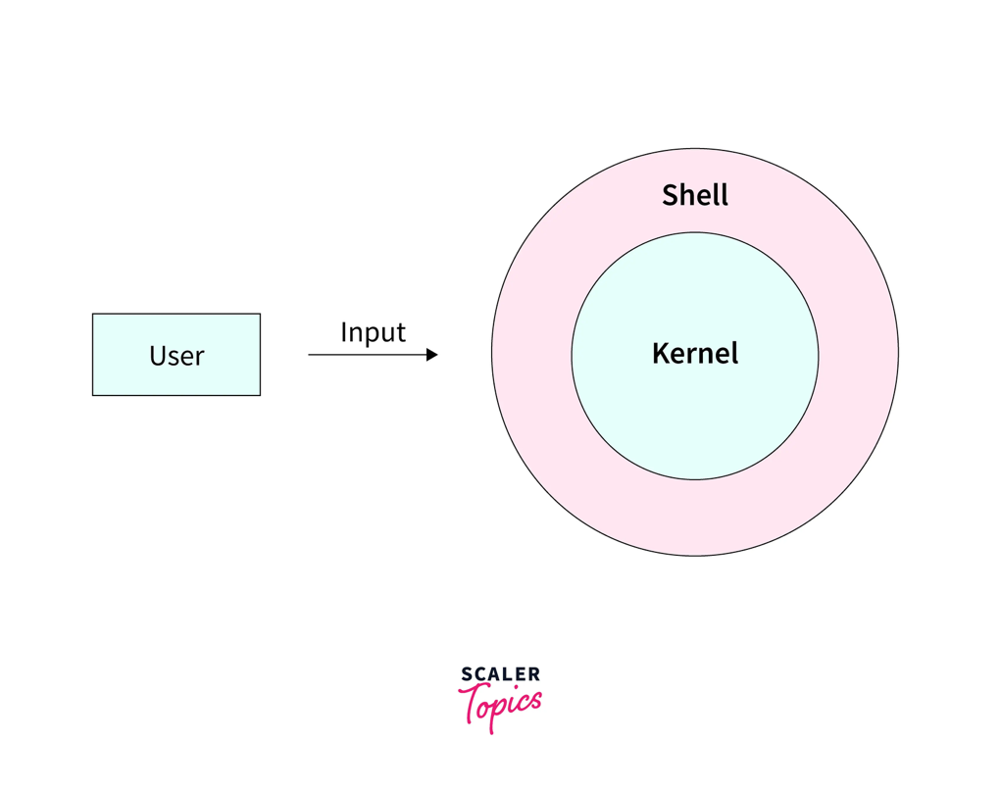 Shell
User
Input
Kernel
SCALER
Topics